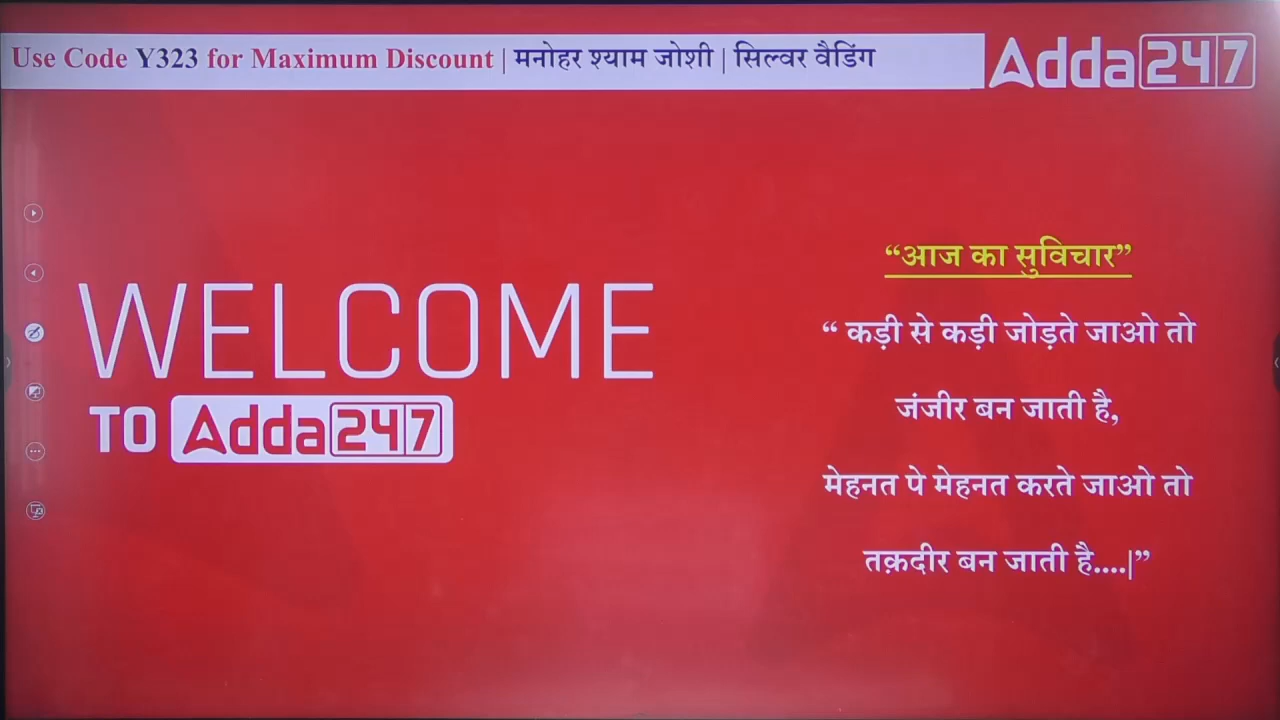 Use Code Y323 for Maximum Discount | मनोहर श्याम जोशी | सिल्वर वैडिंग
Adda247
WELCOME
TO Adda247
“आज का सुविचार”
“ कड़ी से कड़ी जोड़ते जाओ तो
जंजीर बन जाती है,
मेहनत पे मेहनत करते जाओ तो
तक़दीर बन जाती है....|”